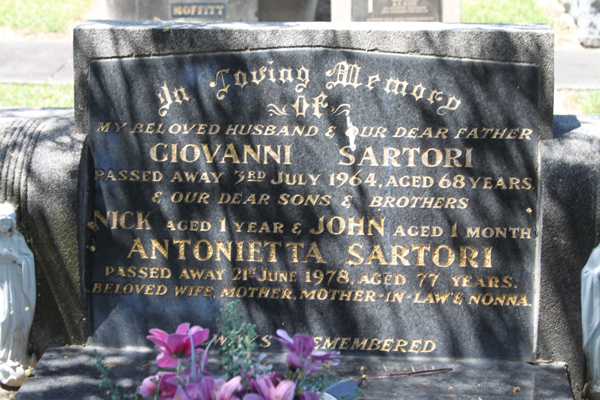 MOFFITT
In Loving Memory
OF
MY BELOVED HUSBAND & OUR DEAR FATHER
GIOVANNI SARTORI
PASSED AWAY 3RD JULY 1964, AGED 68 YEARS,
& OUR DEAR SONS & BROTHERS
NICK AGED 1 YEAR & JOHN AGED 1 MONTH
ANTONIETTA SARTORI
PASSED AWAY 21ST JUNE 1978, AGED 77 YEARS.
BELOVED WIFE, MOTHER, MOTHER-IN-LAW & NONNA.
REMEMBERED